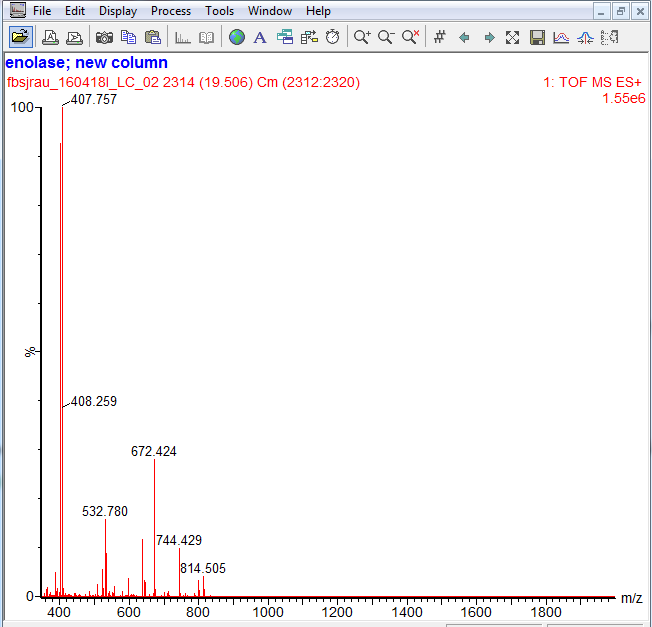 File Edit Display Process Tools Window Help
enolase; new column
fbsjrau_160418l_LC_02 2314 (19.506) Cm (2312:2320)
1: TOF MS ES+
1.55e6
100
407.757
%
408.259
672.424
532.780
744.429
814.505
0
m/z
400 600 800 1000 1200 1400 1600 1800